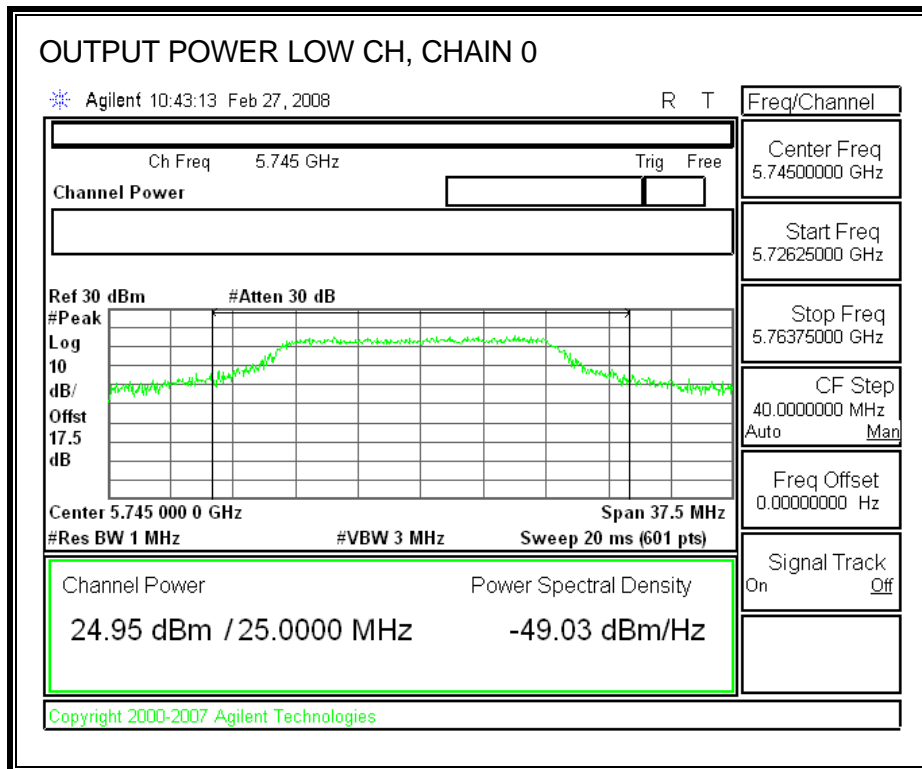 OUTPUT POWER LOW CH, CHAIN 0
Agilent 10:43:13 Feb 27, 2008 R T
Freq/Channel
Ch Freq 5.745 GHz Trig Free
Channel Power
Center Freq
5.74500000 GHz
Start Freq
5.72625000 GHz
Stop Freq
5.76375000 GHz
CF Step
40.0000000 MHz
Auto Man
Freq Offset
0.00000000 Hz
Signal Track
On Off
Ref 30 dBm #Atten 30 dB
#Peak
Log
10
dB/
Offst
17.5
dB
Center 5.745 000 0 GHz Span 37.5 MHz
#Res BW 1 MHz #VBW 3 MHz Sweep 20 ms (601 pts)
Channel Power Power Spectral Density
24.95 dBm / 25.0000 MHz -49.03 dBm/Hz
Copyright 2000-2007 Agilent Technologies